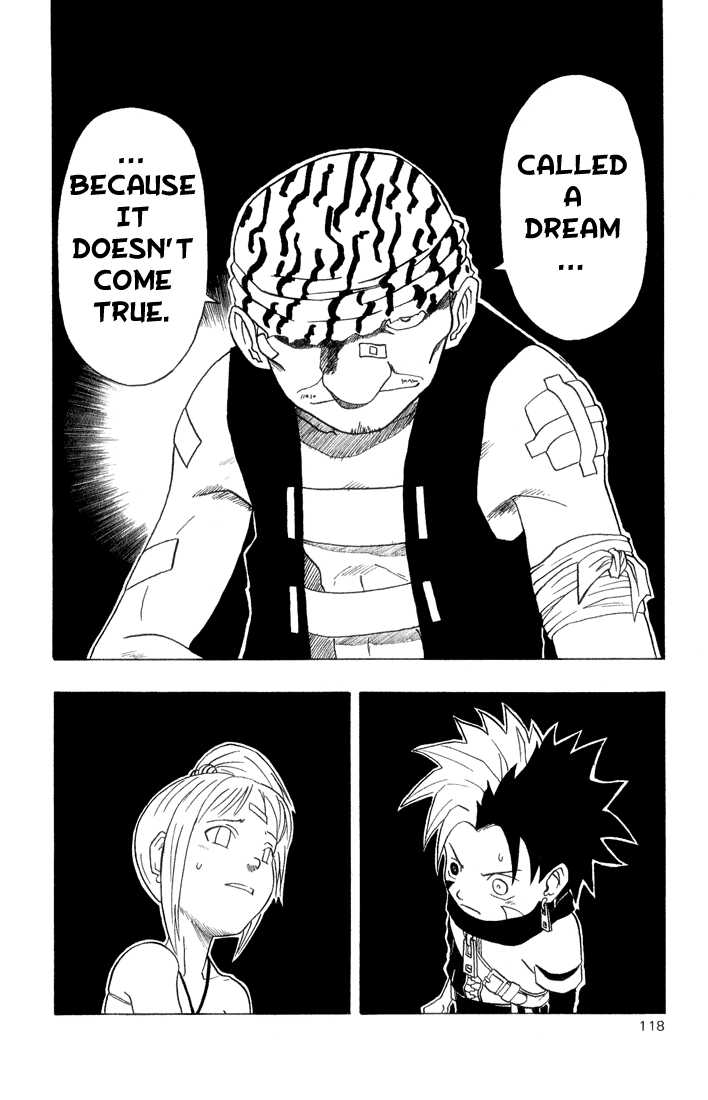 CALLED
A
DREAM
...
...
BECAUSE
IT
DOESN'T
COME
TRUE.
118